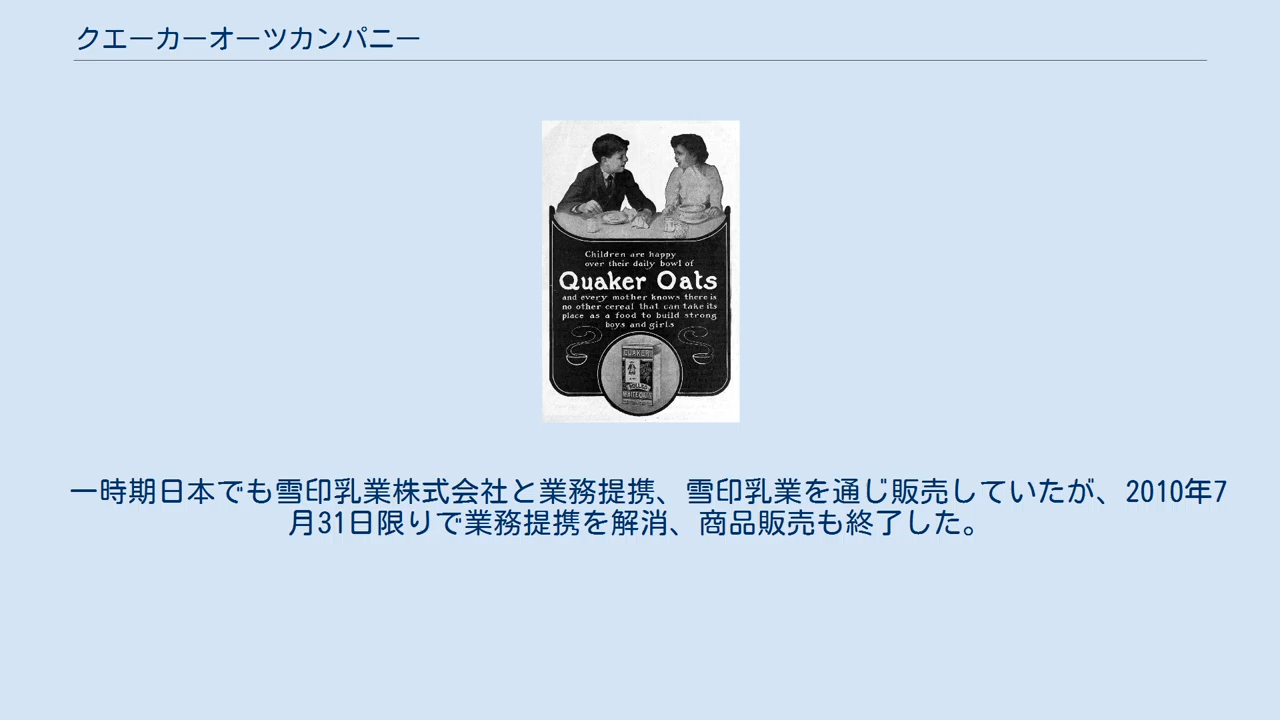 クエーカーオーツカンパニー
Children are happy
over their daily bowl of
Quaker Oats
and every mother knows there is
no other cereal that can take its
place as a food to build strong
boys and girls
QUAKER
ROLLED
WHITE OATS
一時期日本でも雪印乳業株式会社と業務提携、雪印乳業を通じ販売していたが、2010年7
月31日限りで業務提携を解消、商品販売も終了した。